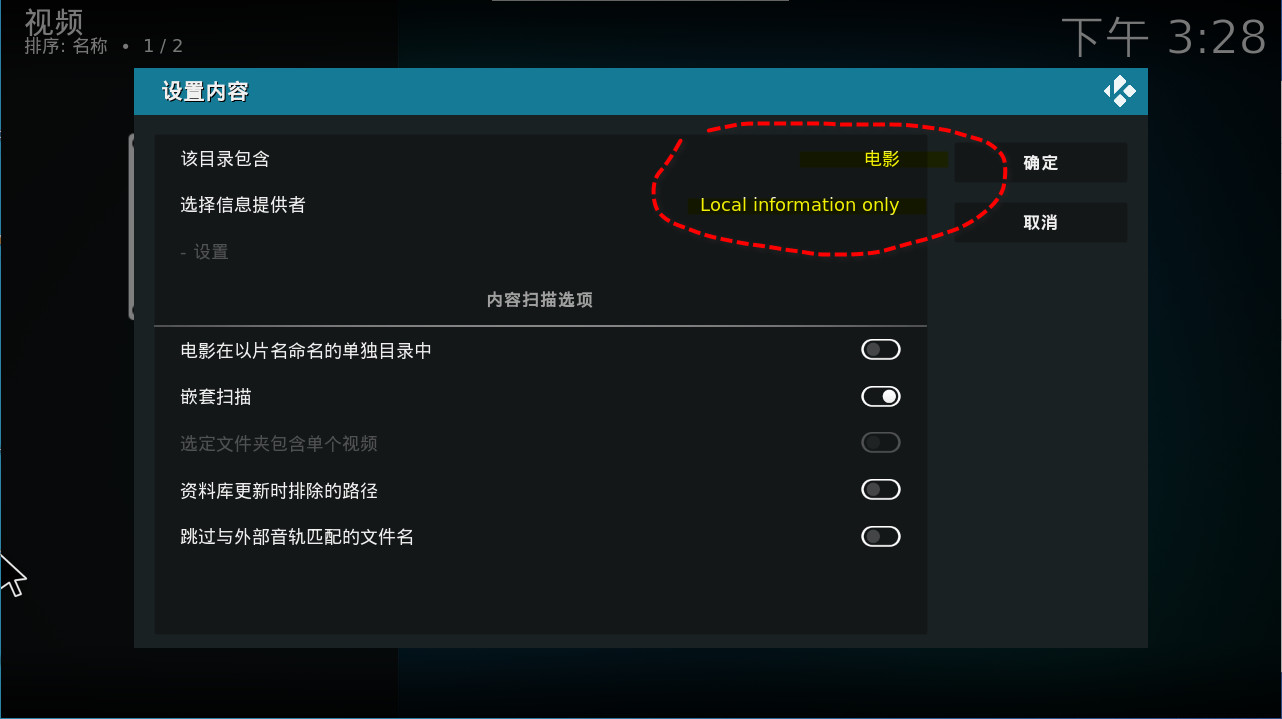 视频
排序: 名称 • 1 / 2
下午 3:28
设置内容
该目录包含 电影
选择信息提供者 Local information only
- 设置
确定
取消
内容扫描选项
电影在以片名命名的单独目录中
嵌套扫描
选定文件夹包含单个视频
资料库更新时排除的路径
跳过与外部音轨匹配的文件名